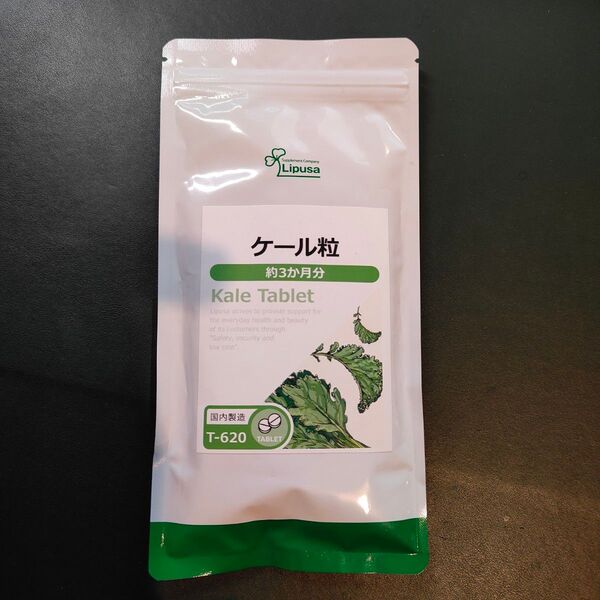 Supplement Company
Lipusa
ケール粒
約3か月分
Kale Tablet
Lipusa strives to provide support for
the everyday health and beauty
of its customers through
"Safety, security and
low cost".
国内製造
T-620
TABLET